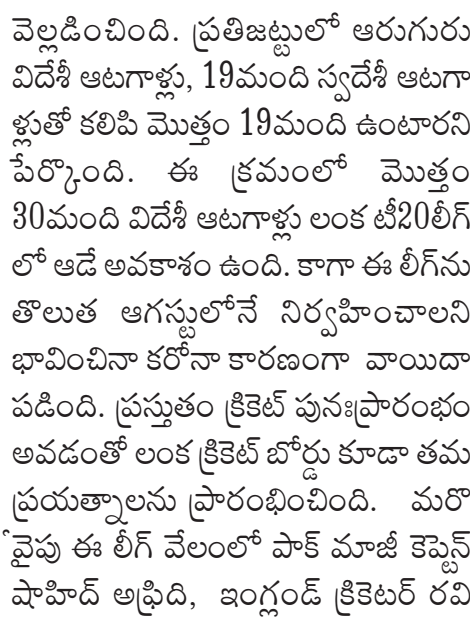 వెల్లడించింది. ప్రతిజట్టులో ఆరుగురు
విదేశీ ఆటగాళ్లు, 19మంది స్వదేశీ ఆటగా
ళ్లుతో కలిపి మొత్తం 19మంది ఉంటారని
పేర్కొంది. ఈ క్రమంలో మొత్తం
30మంది విదేశీ ఆటగాళ్లు లంక టీ20లీగ్
లో ఆడే అవకాశం ఉంది. కాగా ఈ లీగ్‌ను
తొలుత ఆగస్టులోనే నిర్వహించాలని
భావించినా కరోనా కారణంగా వాయిదా
పడింది. ప్రస్తుతం క్రికెట్ పునఃప్రారంభం
అవడంతో లంక క్రికెట్ బోర్డు కూడా తమ
ప్రయత్నాలను ప్రారంభించింది. మరొ
వైపు ఈ లీగ్ వేలంలో పాక్ మాజీ కెప్టెన్
షాహిద్ అఫ్రిది, ఇంగ్లండ్ క్రికెటర్ రవి